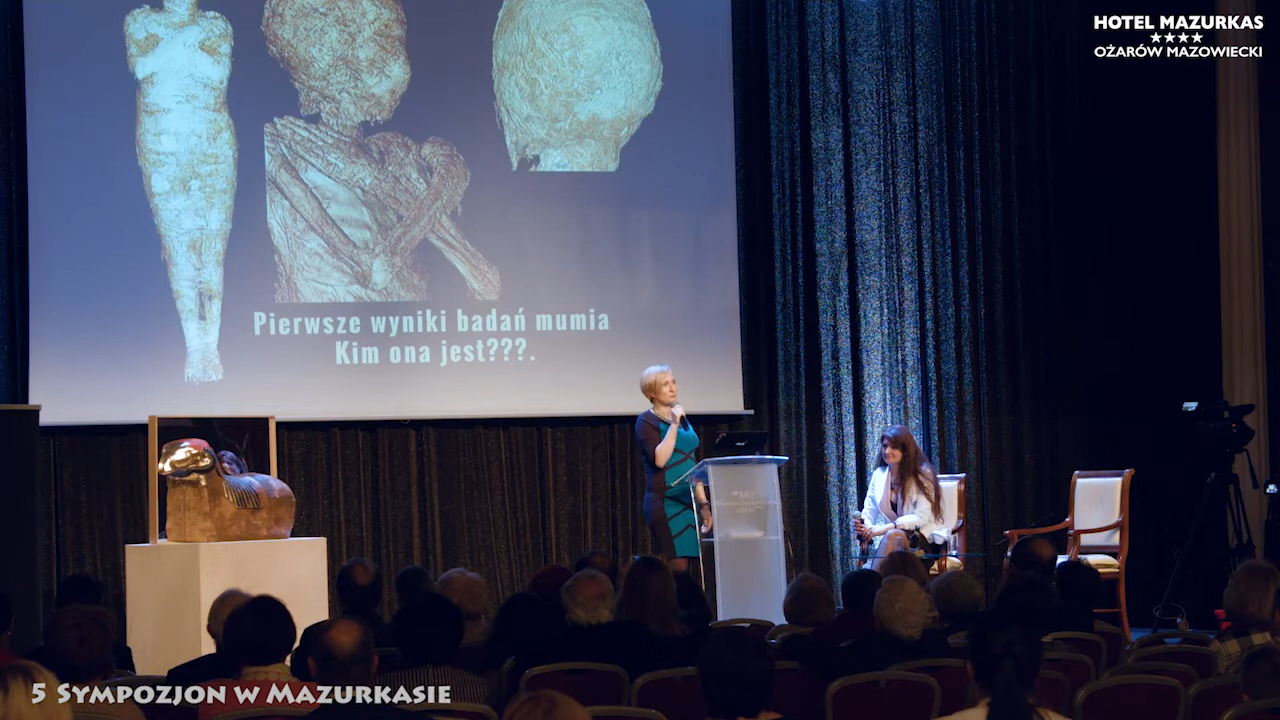 HOTEL MAZURKAS
★★★★
OŻARÓW MAZOWIECKI
Pierwsze wyniki badań mumia
Kim ona jest???.
5 Sympozjon w Mazurkasie